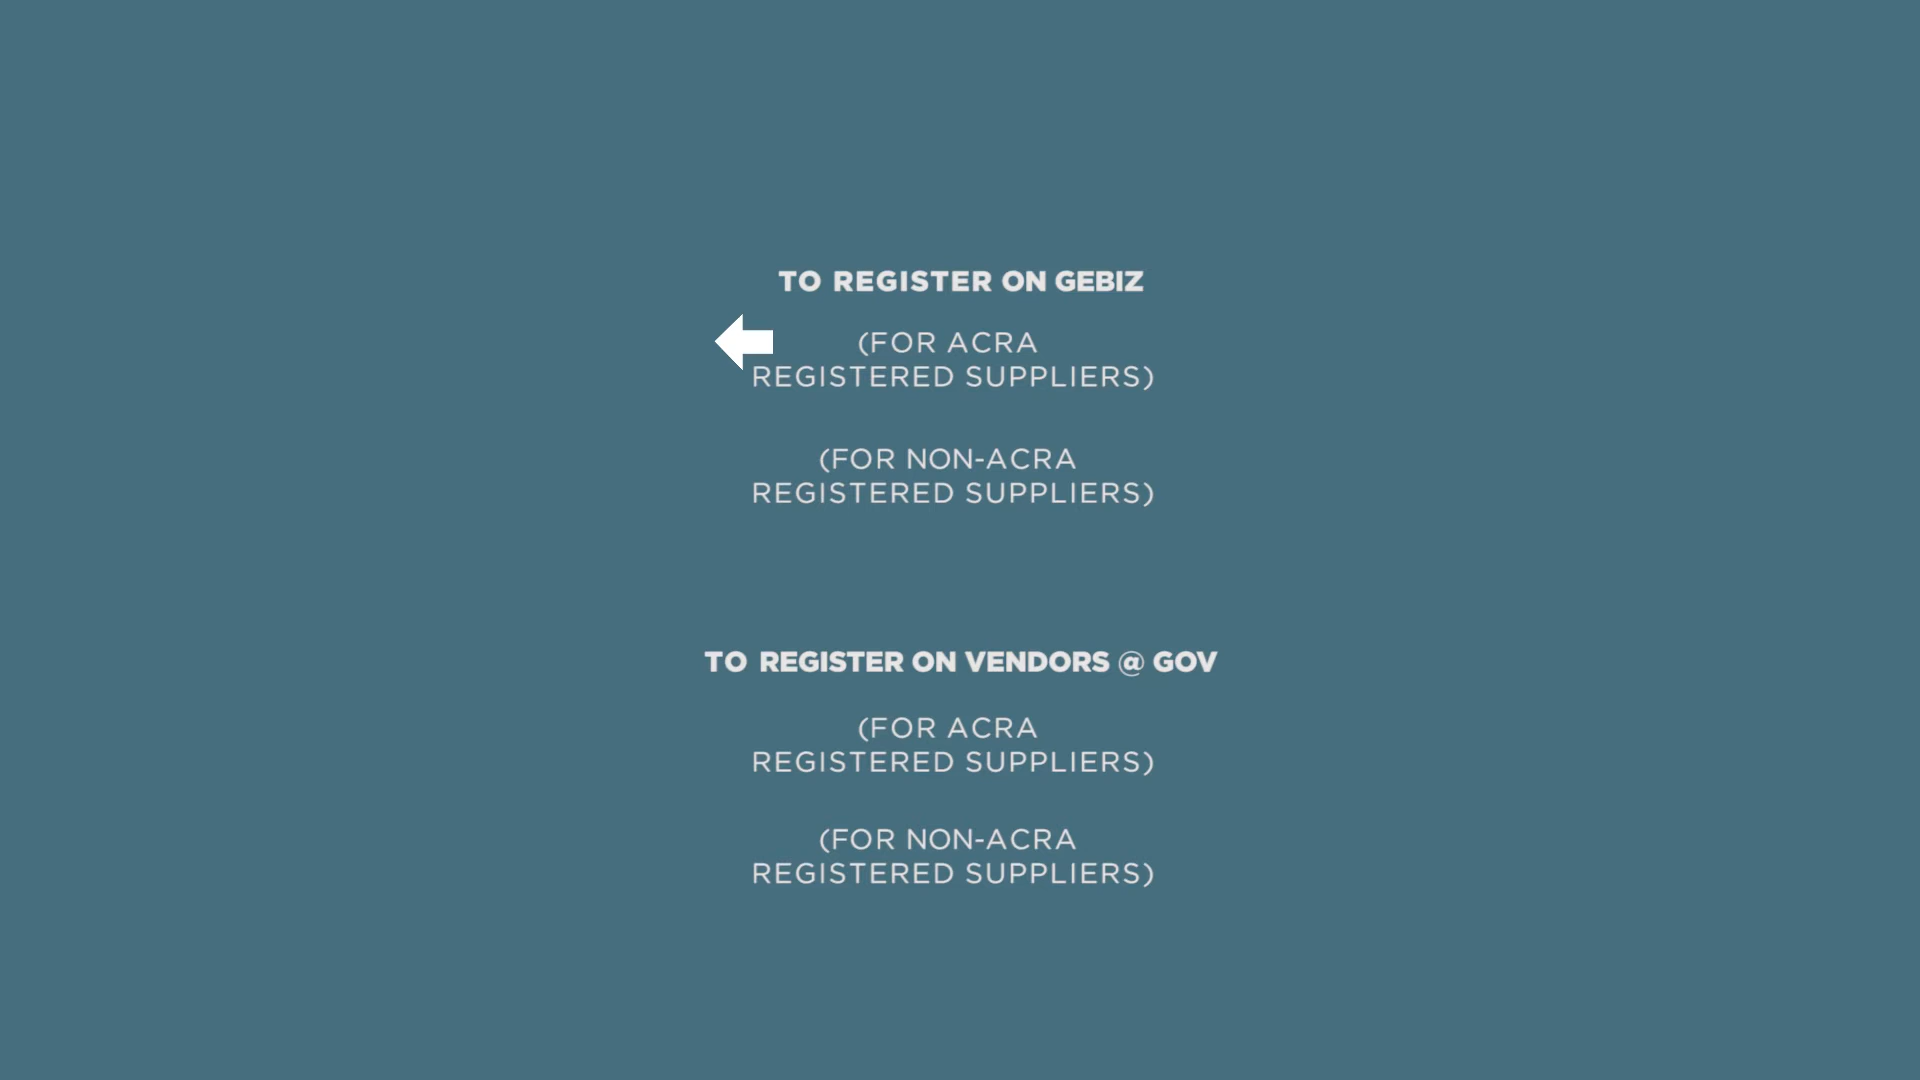 TO REGISTER ON GEBIZ
(FOR ACRA
REGISTERED SUPPLIERS)
(FOR NON-ACRA
REGISTERED SUPPLIERS)
TO REGISTER ON VENDORS @ GOV
(FOR ACRA
REGISTERED SUPPLIERS)
(FOR NON-ACRA
REGISTERED SUPPLIERS)